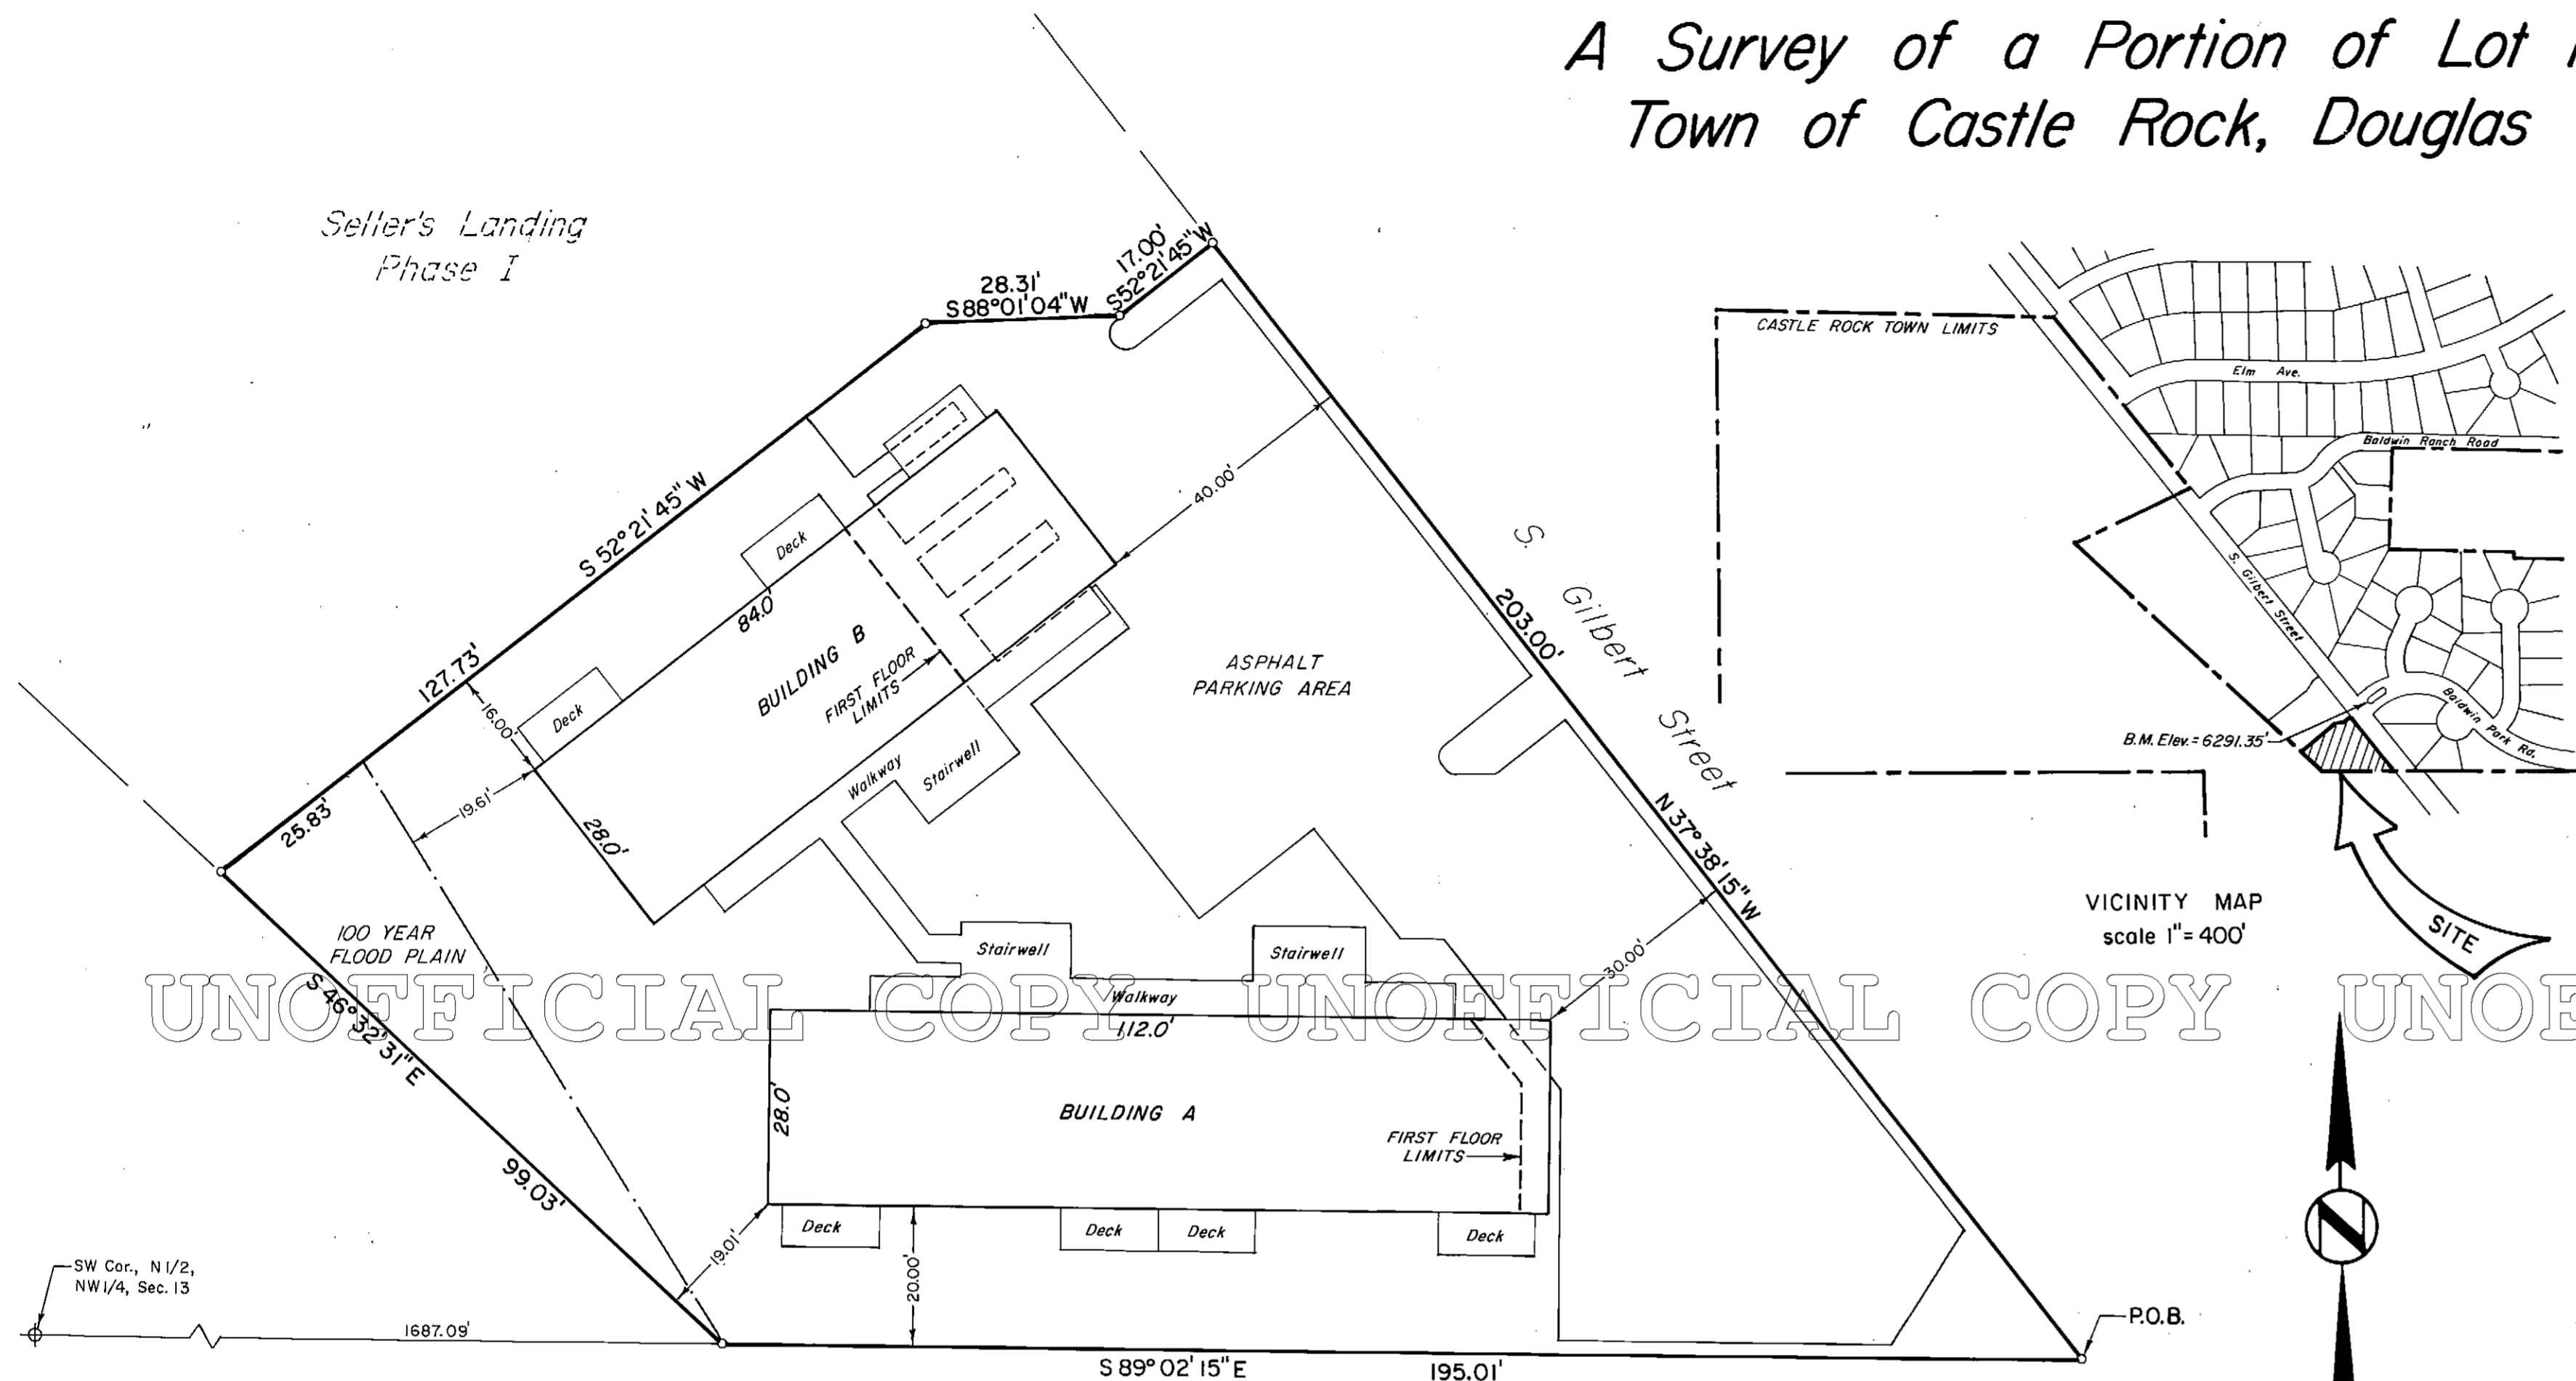 A Survey of a Portion of Lot
Town of Castle Rock, Douglas
Seller's Landing
Phase I
17.00'
S52°21'45"W
28.31'
S88°01'04"W
CASTLE ROCK TOWN LIMITS
Elm Ave.
Baldwin Ranch Road
S. Gilbert Street
Baldwin Park Rd.
B.M. Elev.=6291.35'
VICINITY MAP
scale 1"=400'
SITE
S 52°21'45"W
127.73'
25.83'
40.00'
Deck
84.0'
BUILDING B
FIRST FLOOR
LIMITS
Deck
16.00'
19.61'
28.0'
Walkway
Stairwell
ASPHALT
PARKING AREA
S. Gilbert Street
203.00'
N 37°38'15"W
30.00'
100 YEAR
FLOOD PLAIN
S 46°32'31"E
99.03'
Stairwell
Stairwell
Walkway
112.0'
UNOFFICIAL COPY UNOFFICIAL COPY UNOF
28.0'
BUILDING A
FIRST FLOOR
LIMITS
Deck
Deck
Deck
Deck
19.01'
20.00'
SW Cor., N1/2,
NW1/4, Sec. 13
1687.09'
N
P.O.B.
S 89°02'15"E 195.01'